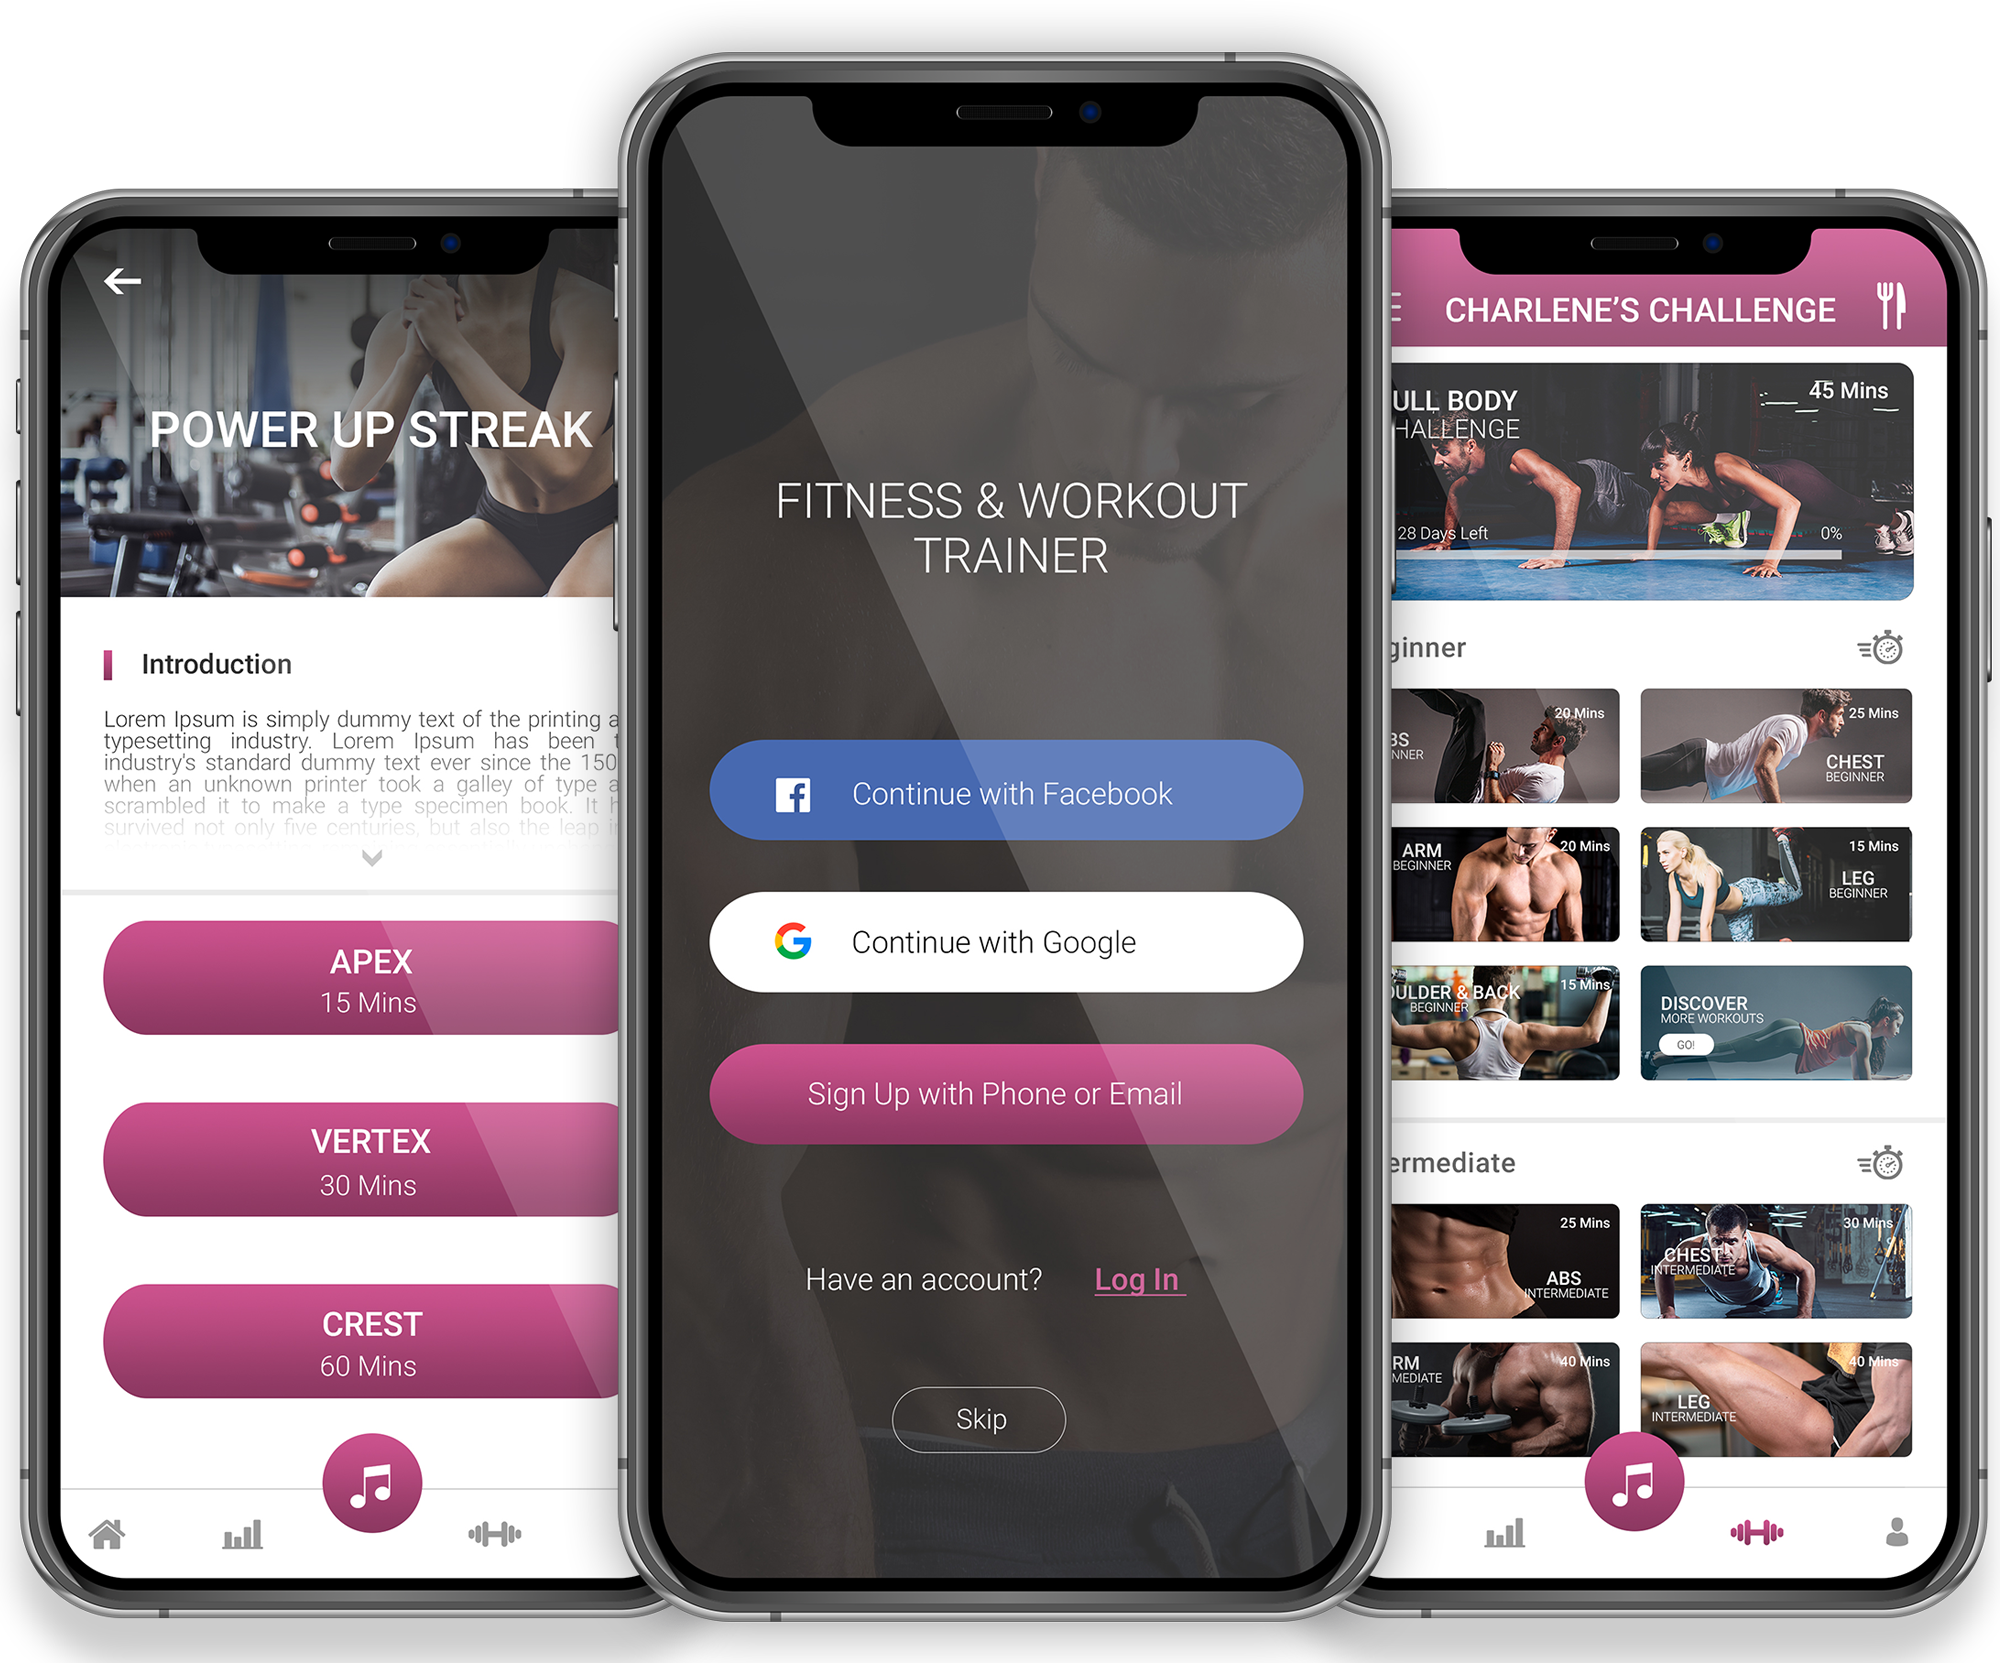 POWER UP STREAK
Introduction
Lorem Ipsum is simply dummy text of the printing
typesetting industry. Lorem Ipsum has been
industry's standard dummy text ever since the
when an unknown printer took a galley of type
scrambled it to make a type specimen book. It
survived not only five centuries, but also the leap
APEX
15 Mins
VERTEX
30 Mins
CREST
60 Mins
FITNESS & WORKOUT
TRAINER
Continue with Facebook
Continue with Google
Sign Up with Phone or Email
Have an account? Log In
Skip
CHARLENE'S CHALLENGE
ULL BODY
HALLENGE
45 Mins
28 Days Left
0%
ginner
20 Mins
BS
NNER
25 Mins
CHEST
BEGINNER
ARM
BEGINNER
20 Mins
15 Mins
LEG
BEGINNER
OULDER & BACK
BEGINNER
15 Mins
DISCOVER
MORE WORKOUTS
GO!
ermediate
25 Mins
ABS
INTERMEDIATE
30 Mins
CHEST
INTERMEDIATE
RM
MEDIATE
40 Mins
40 Mins
LEG
INTERMEDIATE